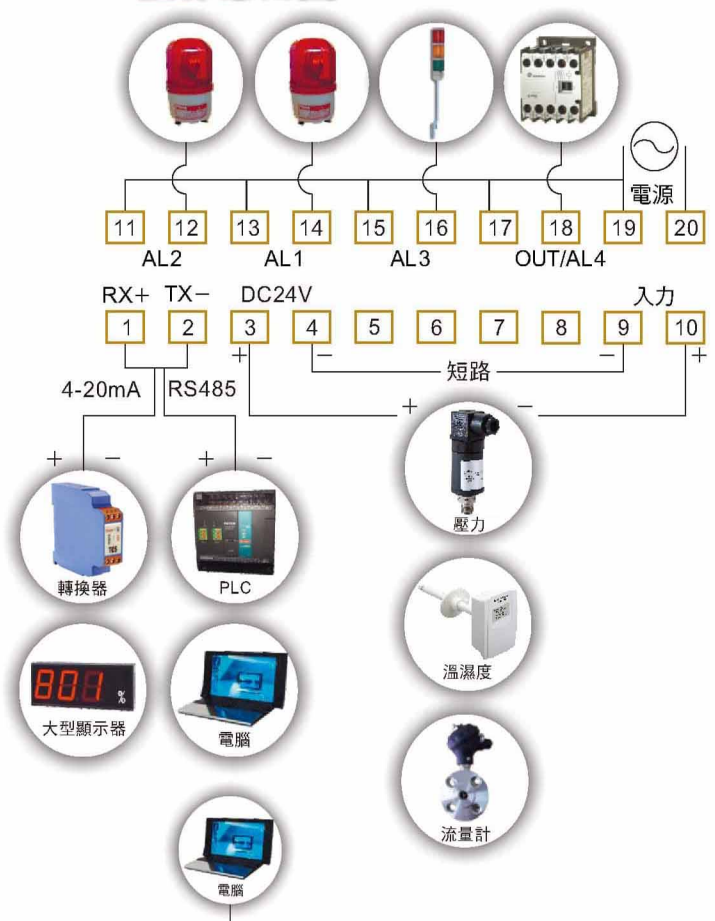 電源
11 12 13 14 15 16 17 18 19 20
AL2 AL1 AL3 OUT/AL4
RX+ TX− DC24V 入力
1 2 3 4 5 6 7 8 9 10
+ − − +
短路
4-20mA RS485
+ −
+ − + −
壓力
轉換器 PLC
溫濕度
801 %
大型顯示器
電腦
流量計
電腦